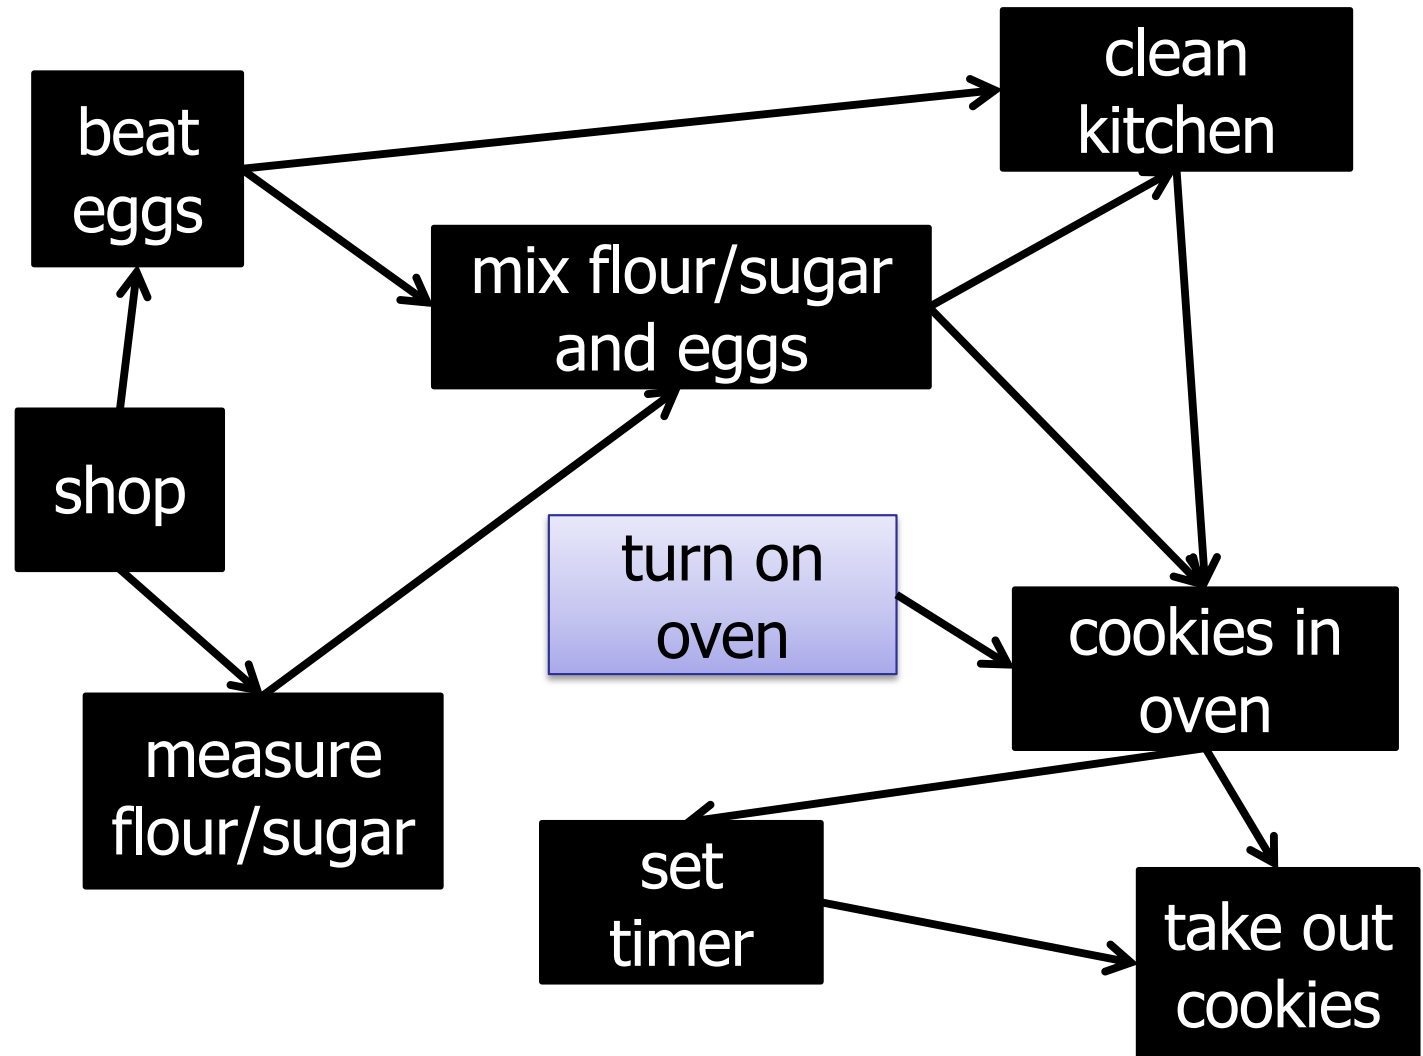 clean
kitchen
beat
eggs
mix flour/sugar
and eggs
shop
turn on
oven
cookies in
oven
measure
flour/sugar
set
timer
take out
cookies